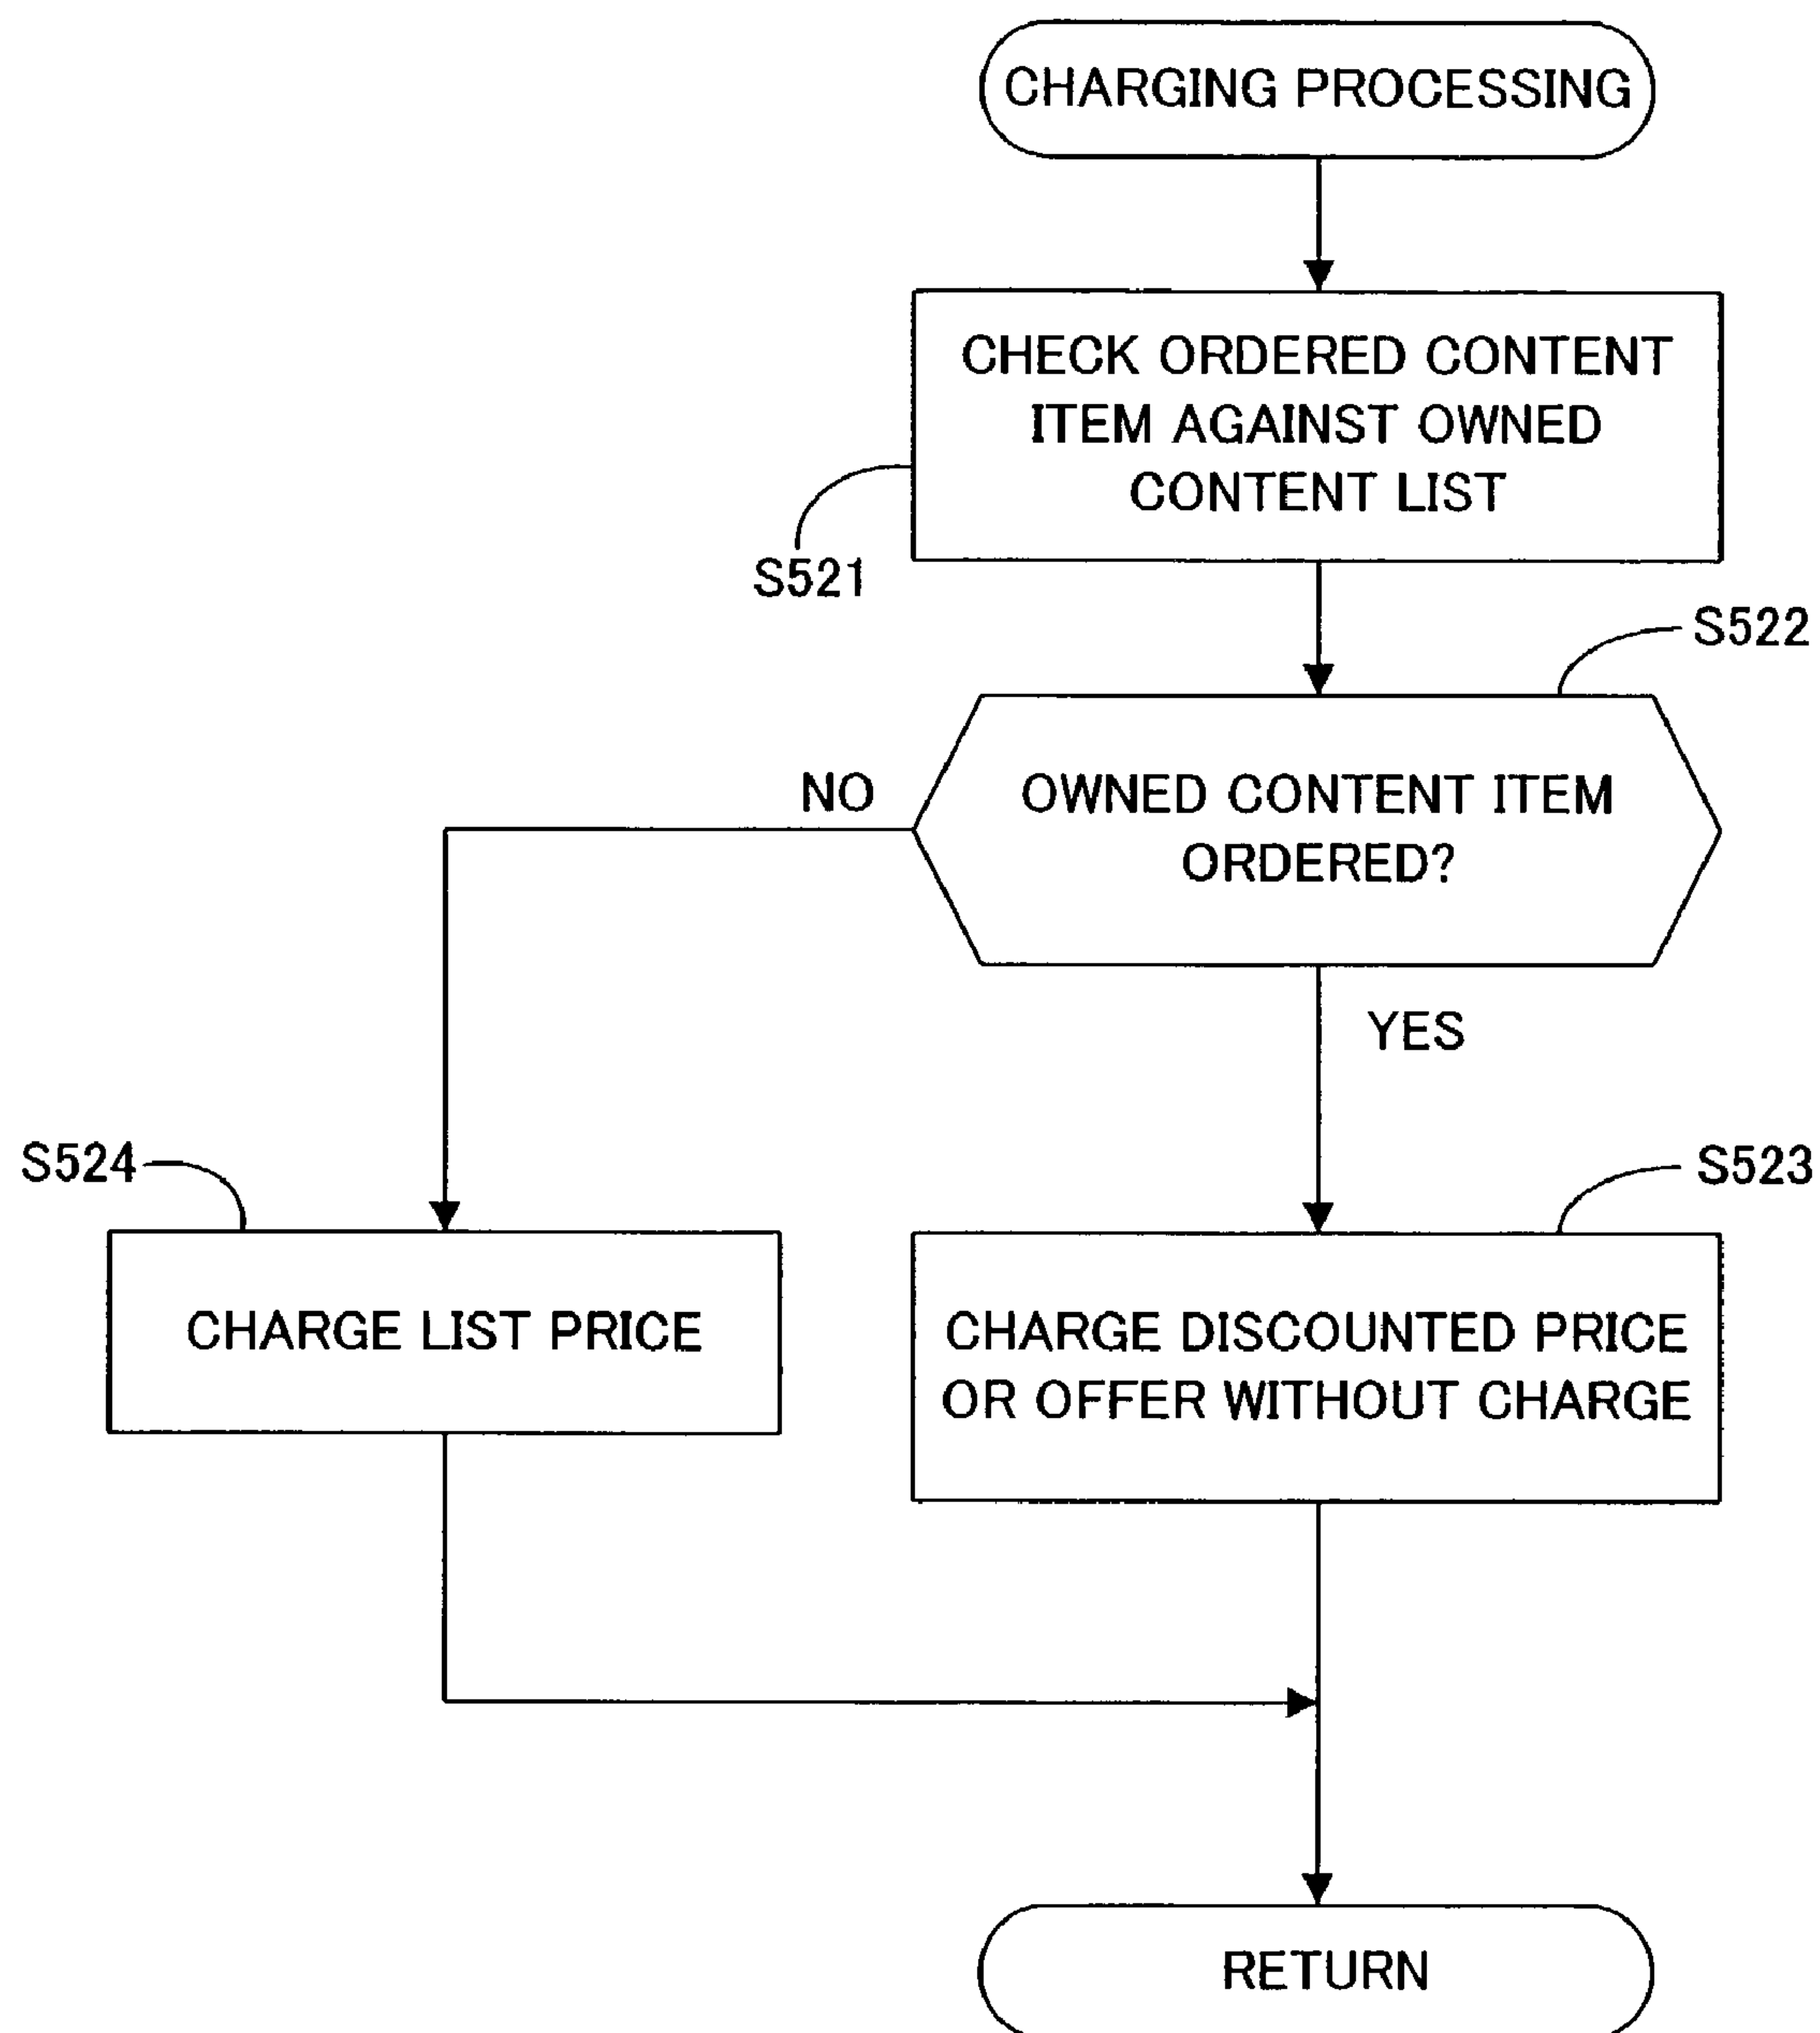 CHARGING PROCESSING
CHECK ORDERED CONTENT
ITEM AGAINST OWNED
CONTENT LIST
S521
S522
OWNED CONTENT ITEM
ORDERED?
NO
YES
S524
S523
CHARGE LIST PRICE
CHARGE DISCOUNTED PRICE
OR OFFER WITHOUT CHARGE
RETURN